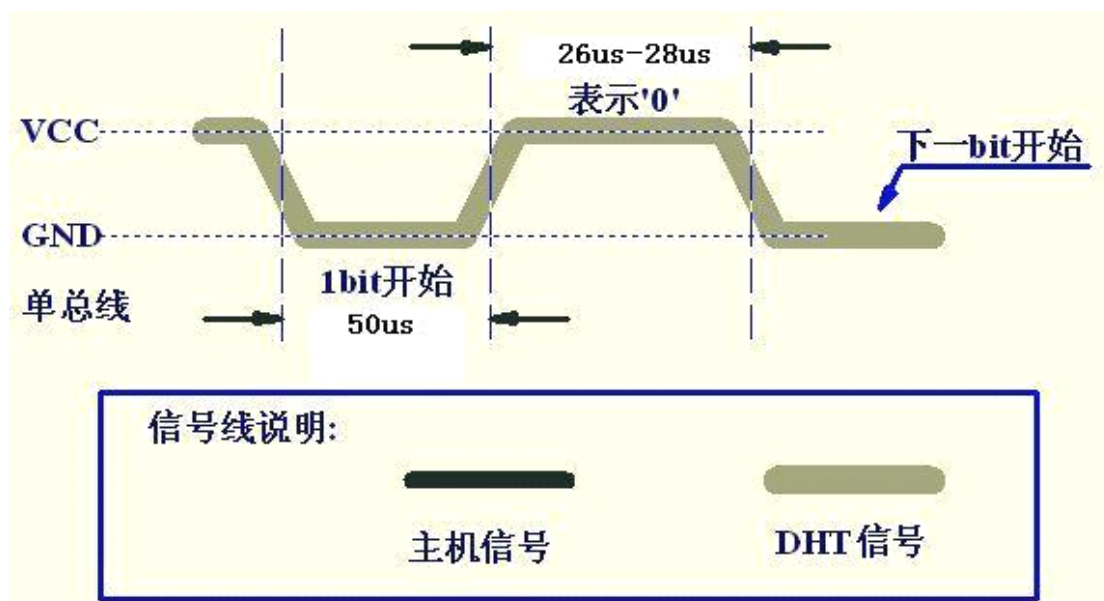 26us-28us
表示'0'
VCC
下一bit开始
GND
1bit开始
单总线
50us
信号线说明:
主机信号
DHT信号